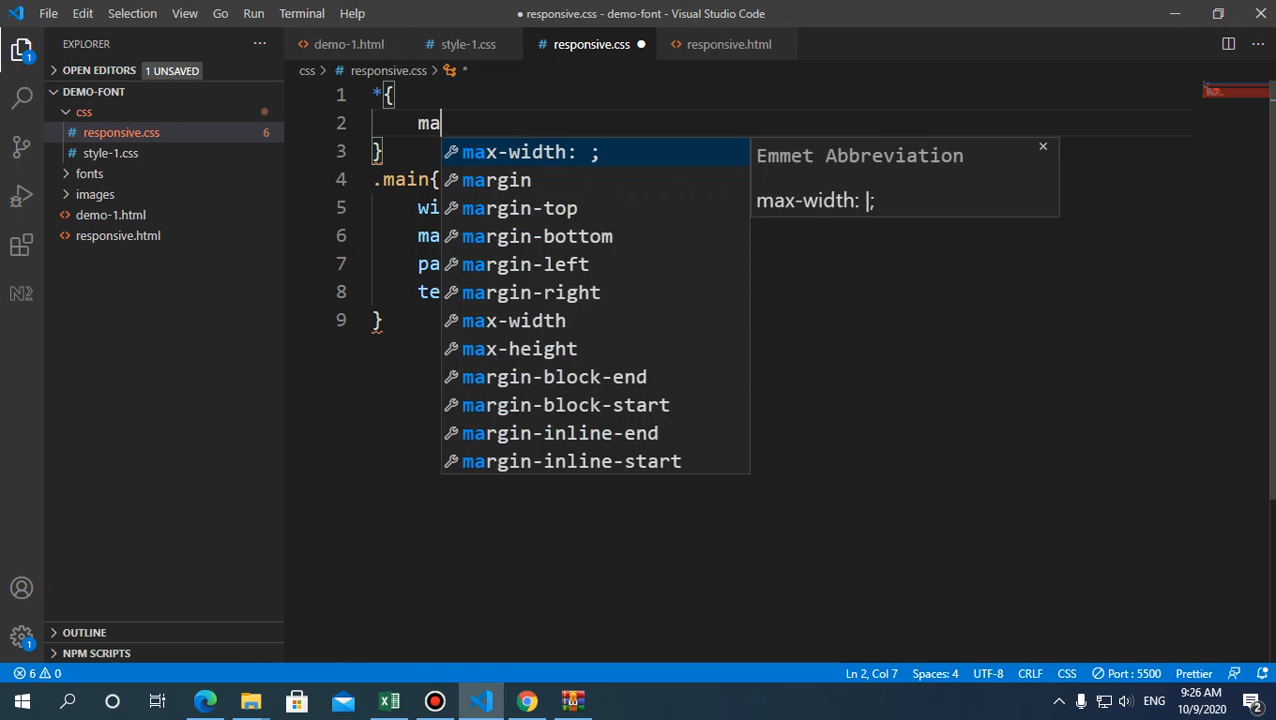 File Edit Selection View Go Run Terminal Help
● responsive.css - demo-font - Visual Studio Code
EXPLORER ...
<> demo-1.html # style-1.css # responsive.css ● <> responsive.html
OPEN EDITORS 1 UNSAVED
css > # responsive.css > *
DEMO-FONT
css
# responsive.css 6
# style-1.css
fonts
images
<> demo-1.html
<> responsive.html
OUTLINE
NPM SCRIPTS
1 *{
2 ma
3 }
4 .main{
5 wi
6 ma
7 pa
8 te
9 }
max-width: ;
margin
margin-top
margin-bottom
margin-left
margin-right
max-width
max-height
margin-block-end
margin-block-start
margin-inline-end
margin-inline-start
Emmet Abbreviation
max-width: |;
1
1
6 0
Ln 2, Col 7 Spaces: 4 UTF-8 CRLF CSS Port : 5500 Prettier
ENG
9:26 AM
10/9/2020
2